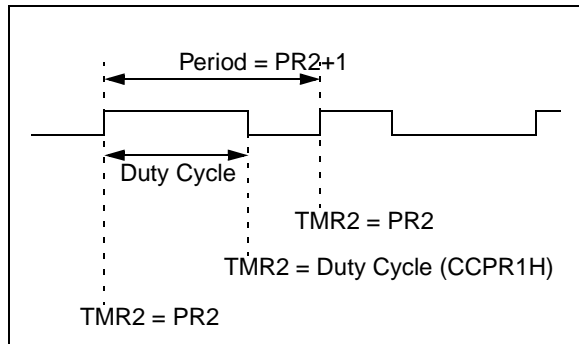 Period = PR2+1
Duty Cycle
TMR2 = PR2
TMR2 = Duty Cycle (CCPR1H)
TMR2 = PR2